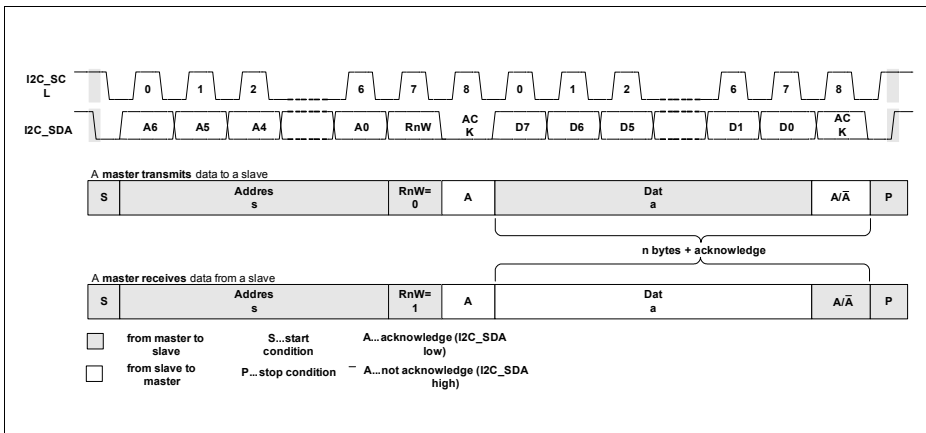 I2C_SC
L
0 1 2 6 7 8 0 1 2 6 7 8
I2C_SDA
A6 A5 A4 A0 RnW AC
K
D7 D6 D5 D1 D0 AC
K
A master transmits data to a slave
S Addres
s
RnW=
0
A Dat
a
A/A̅ P
n bytes + acknowledge
A master receives data from a slave
S Addres
s
RnW=
1
A Dat
a
A/A̅ P
from master to
slave
S...start
condition
A...acknowledge (I2C_SDA
low)
from slave to
master
P...stop condition
¯ A...not acknowledge (I2C_SDA
high)